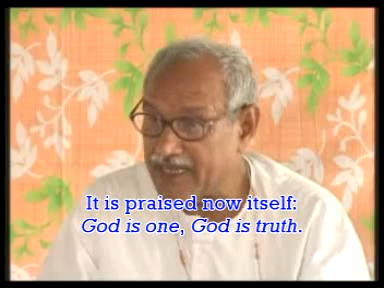 It is praised now itself:
God is one, God is truth.